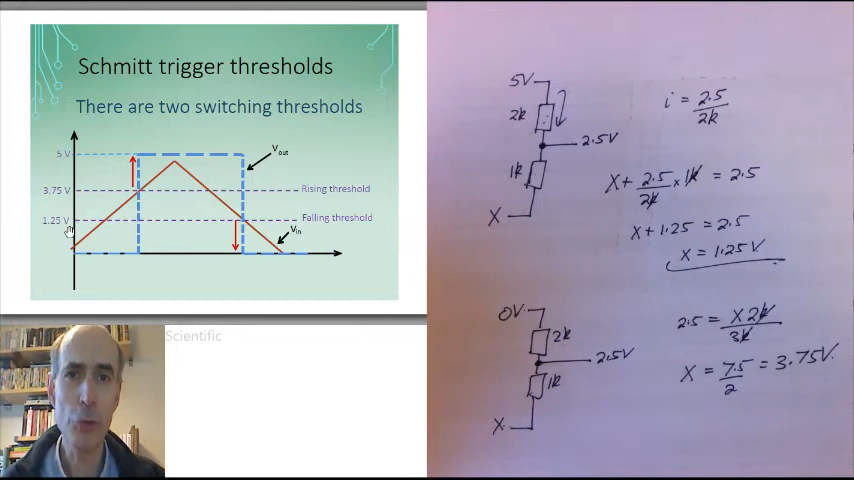 Schmitt trigger thresholds
There are two switching thresholds
Vout
5 V
3.75 V
Rising threshold
1.25 V
Falling threshold
Vin
Scientific
5V
2k
2.5V
1k
X
i = 2.5/2k
X + 2.5/2k × 1k = 2.5
X + 1.25 = 2.5
X = 1.25V
0V
2k
2.5V
1k
X
2.5 = X 2k/3k
X = 7.5/2 = 3.75V.